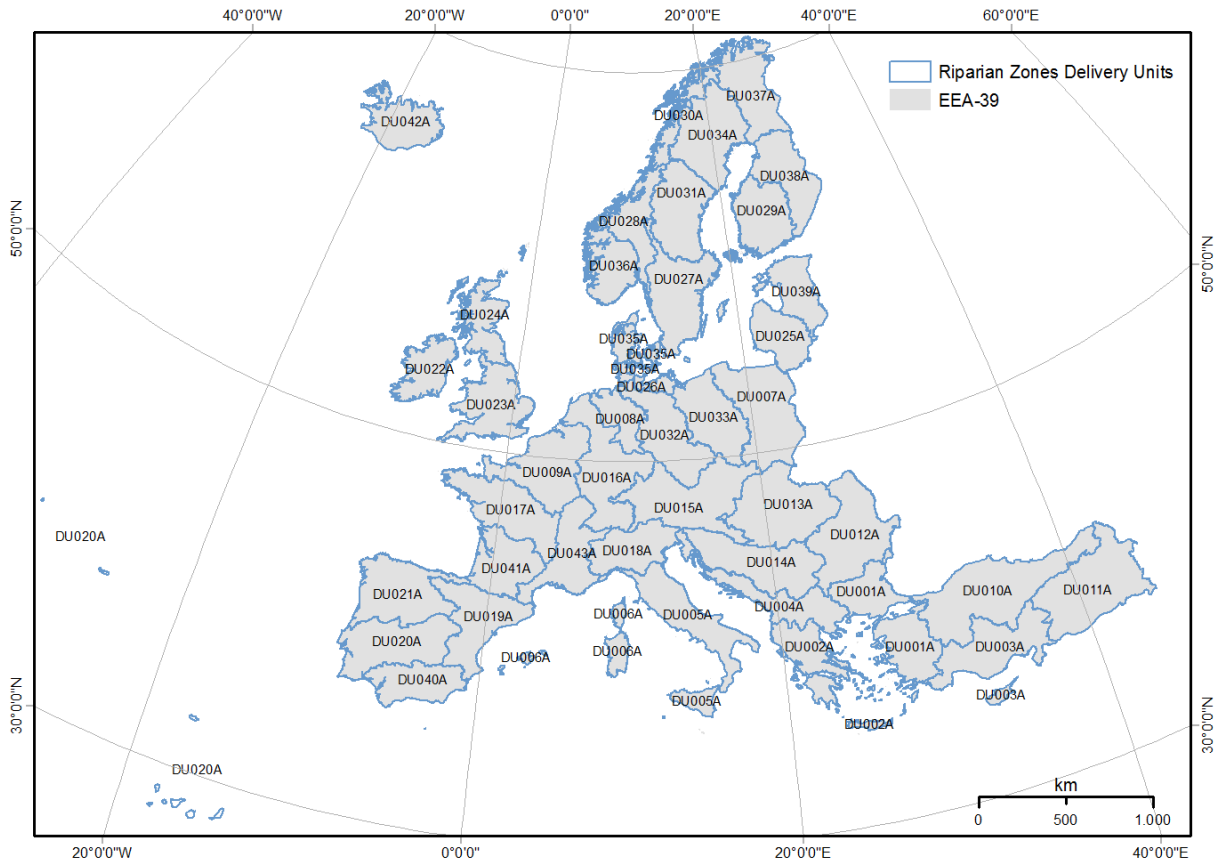 40°0'0"W
20°0'0"W
0°0'0"
20°0'0"E
40°0'0"E
60°0'0"E
Riparian Zones Delivery Units
EEA-39
DU037A
DU030A
DU042A
DU034A
DU038A
DU031A
DU029A
50°0'0"N
DU028A
50°0'0"N
DU036A
DU027A
DU039A
DU024A
DU025A
DU035A
DU035A
DU022A
DU035A
DU026A
DU007A
DU023A
DU008A
DU033A
DU032A
DU009A
DU016A
DU013A
DU017A
DU015A
DU020A
DU012A
DU043A
DU018A
DU014A
DU041A
DU021A
DU001A
DU010A
DU011A
DU004A
DU019A
DU006A
DU005A
DU020A
DU002A
DU001A
DU003A
DU006A
DU006A
DU040A
DU003A
DU005A
30°0'0"N
DU002A
30°0'0"N
DU020A
km
0
500
1.000
20°0'0"W
0°0'0"
20°0'0"E
40°0'0"E